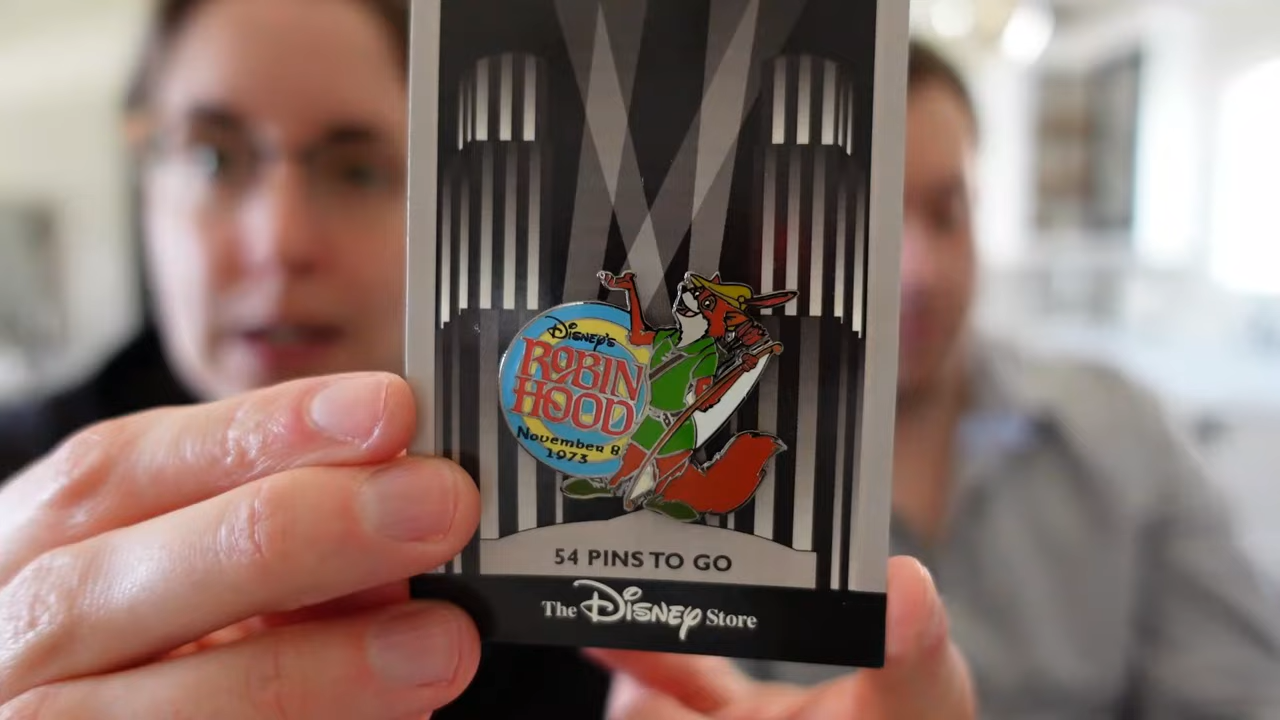 Disney's
ROBIN
HOOD
November 8
1973
54 PINS TO GO
The Disney Store